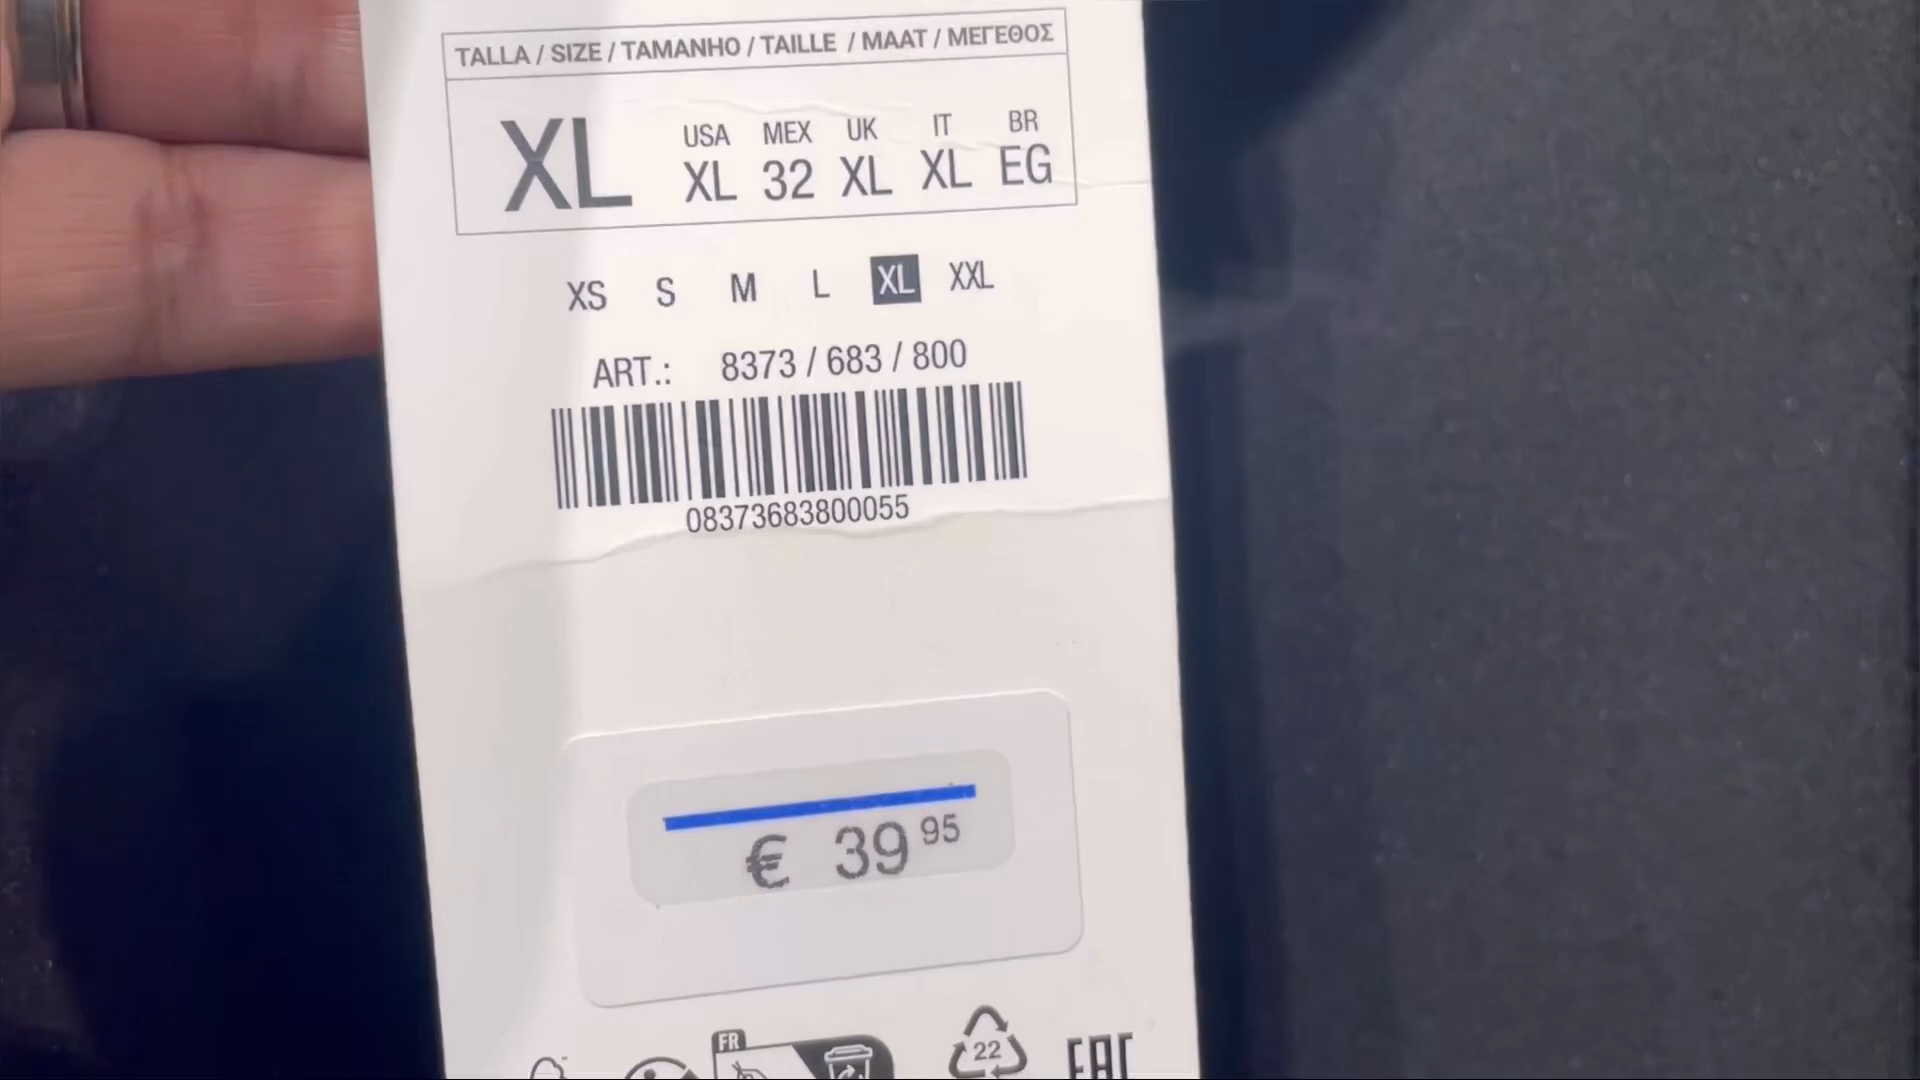 TALLA / SIZE / TAMANHO / TAILLE / MAAT / ΜΕΓΕΘΟΣ
XL
USA MEX UK IT BR
XL 32 XL XL EG
XS S M L XL XXL
ART.: 8373 / 683 / 800
08373683800055
€ 39 95
FR
22
EAC